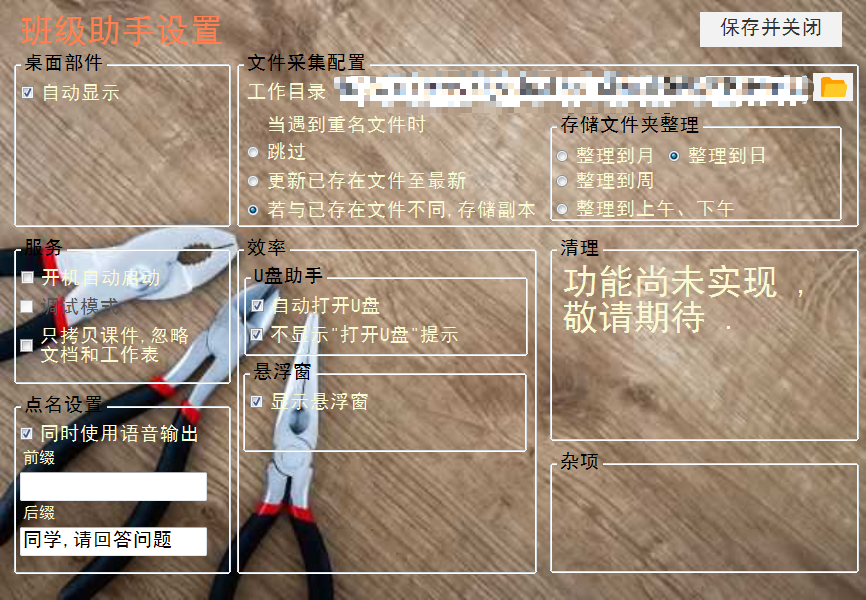 班级助手设置
保存并关闭
桌面部件
自动显示
文件采集配置
工作目录
当遇到重名文件时
跳过
更新已存在文件至最新
若与已存在文件不同,存储副本
存储文件夹整理
整理到月
整理到日
整理到周
整理到上午、下午
服务
开机自动启动
调试模式
只拷贝课件,忽略
文档和工作表
效率
U盘助手
自动打开U盘
不显示"打开U盘"提示
悬浮窗
显示悬浮窗
清理
功能尚未实现，
敬请期待．
点名设置
同时使用语音输出
前缀
后缀
同学,请回答问题
杂项